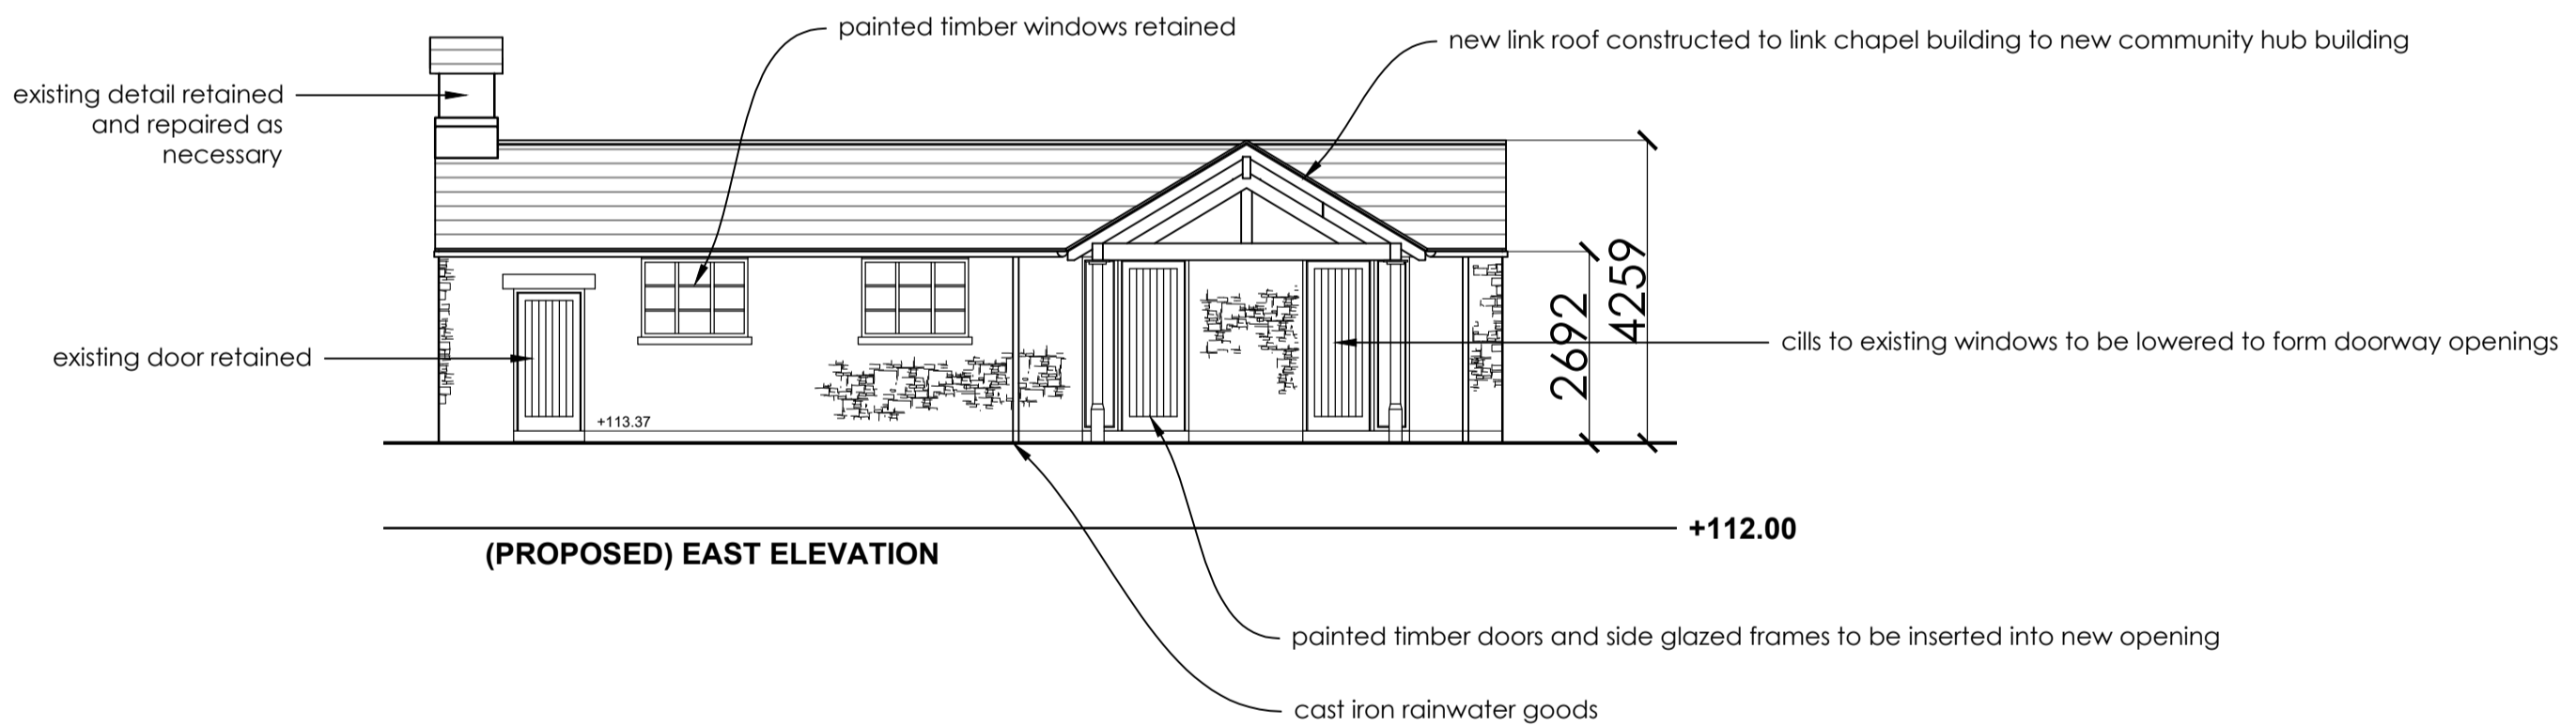 painted timber windows retained
new link roof constructed to link chapel building to new community hub building
existing detail retained
and repaired as
necessary
4259
2692
cills to existing windows to be lowered to form doorway openings
existing door retained
+113.37
+112.00
(PROPOSED) EAST ELEVATION
painted timber doors and side glazed frames to be inserted into new opening
cast iron rainwater goods